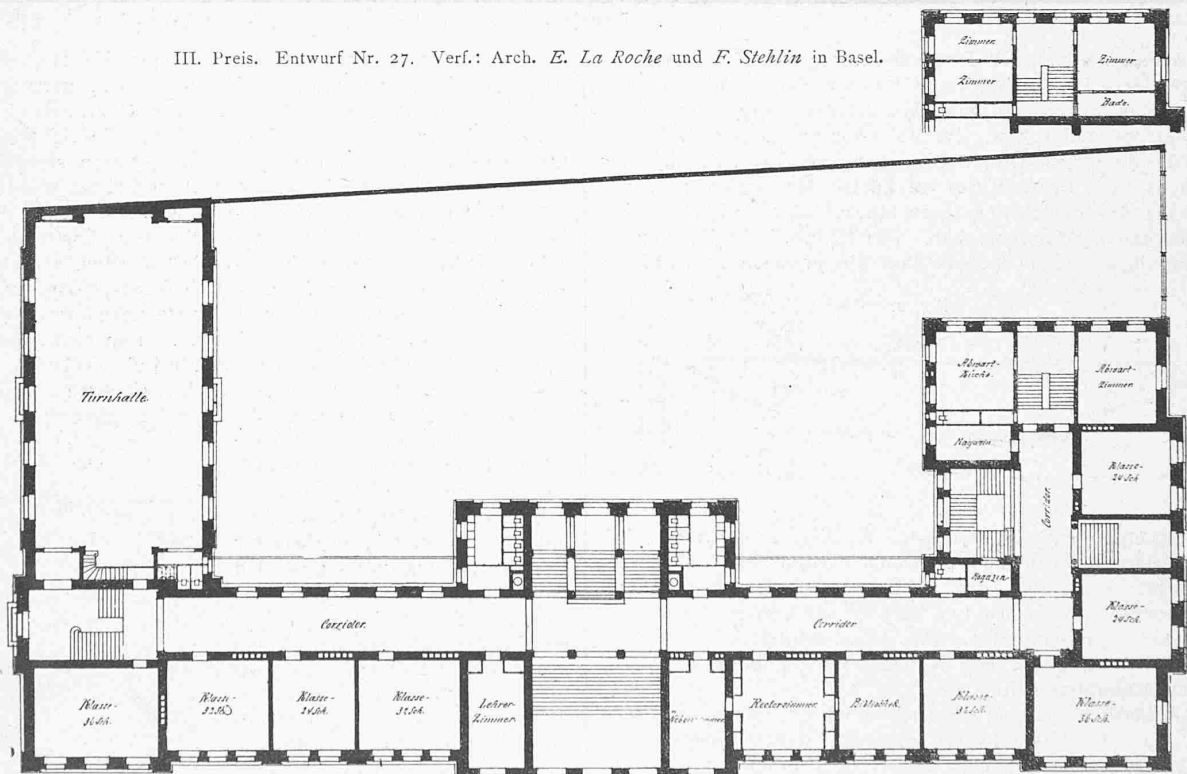 III. Preis. Entwurf Nr. 27. Verf.: Arch. E. La Roche und F. Stehlin in Basel.
Zimmer
Zimmer
Zimmer
Bade.
Turnhalle
Abwart-
Küche.
Abwart-
Zimmer
Magazin
Klasse-
24 Sch.
Corridor
Magazin
Klasse-
24 Sch.
Corridor.
Corridor
Klasse-
36 Sch.
Klasse-
32 Sch.
Klasse-
Klasse-
32 Sch.
Lehrer
Zimmer
Rectorzimmer
Bibliothek
Klasse-
32 Sch.
Klasse-
36 Sch.